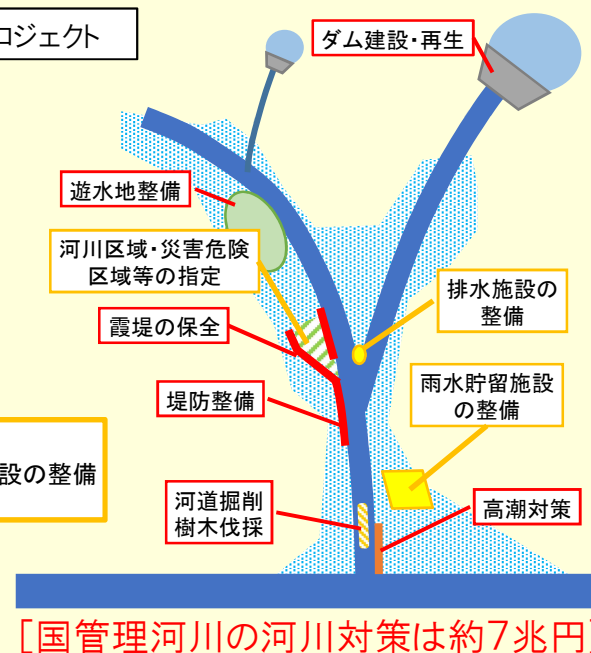 ロジェクト
ダム建設・再生
遊水地整備
河川区域・災害危険
区域等の指定
排水施設の
整備
霞堤の保全
雨水貯留施設
の整備
堤防整備
設の整備
河道掘削
樹木伐採
高潮対策
［国管理河川の河川対策は約7兆円］